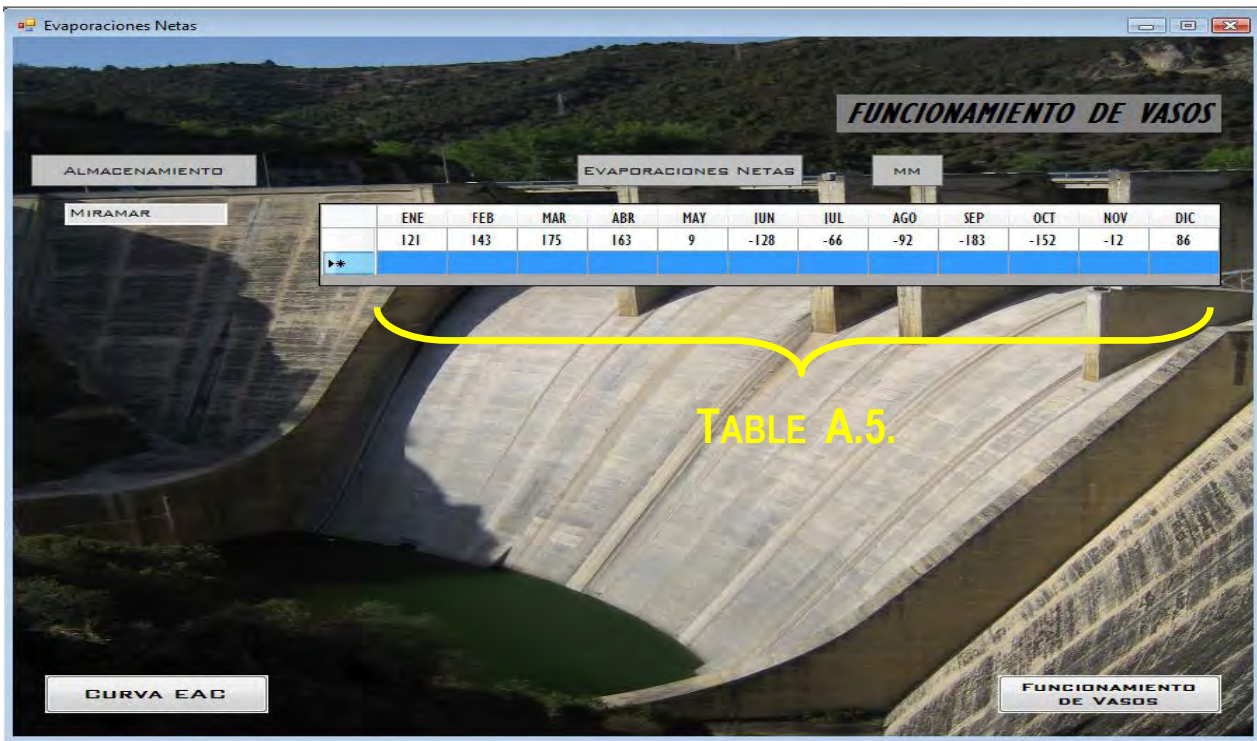 Evaporaciones Netas
FUNCIONAMIENTO DE VASOS
ALMACENAMIENTO EVAPORACIONES NETAS MM
MIRAMAR
ENE FEB MAR ABR MAY JUN JUL AGO SEP OCT NOV DIC
121 143 175 163 9 -128 -66 -92 -183 -152 -12 86
TABLE A.5.
CURVA EAC
FUNCIONAMIENTO
DE VASOS